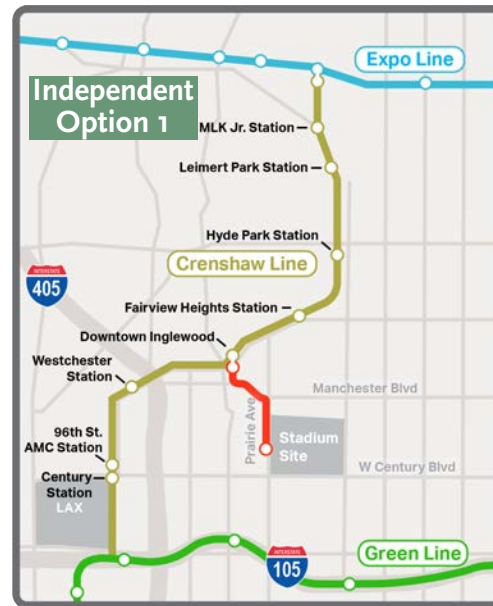 Expo Line
Independent
Option 1
MLK Jr. Station
Leimert Park Station
Hyde Park Station
Crenshaw Line
INTERSTATE
405
Fairview Heights Station
Downtown Inglewood
Westchester
Station
Manchester Blvd
Prairie Ave
96th St.
AMC Station
Stadium
Site
W Century Blvd
Century
Station
LAX
INTERSTATE
105
Green Line